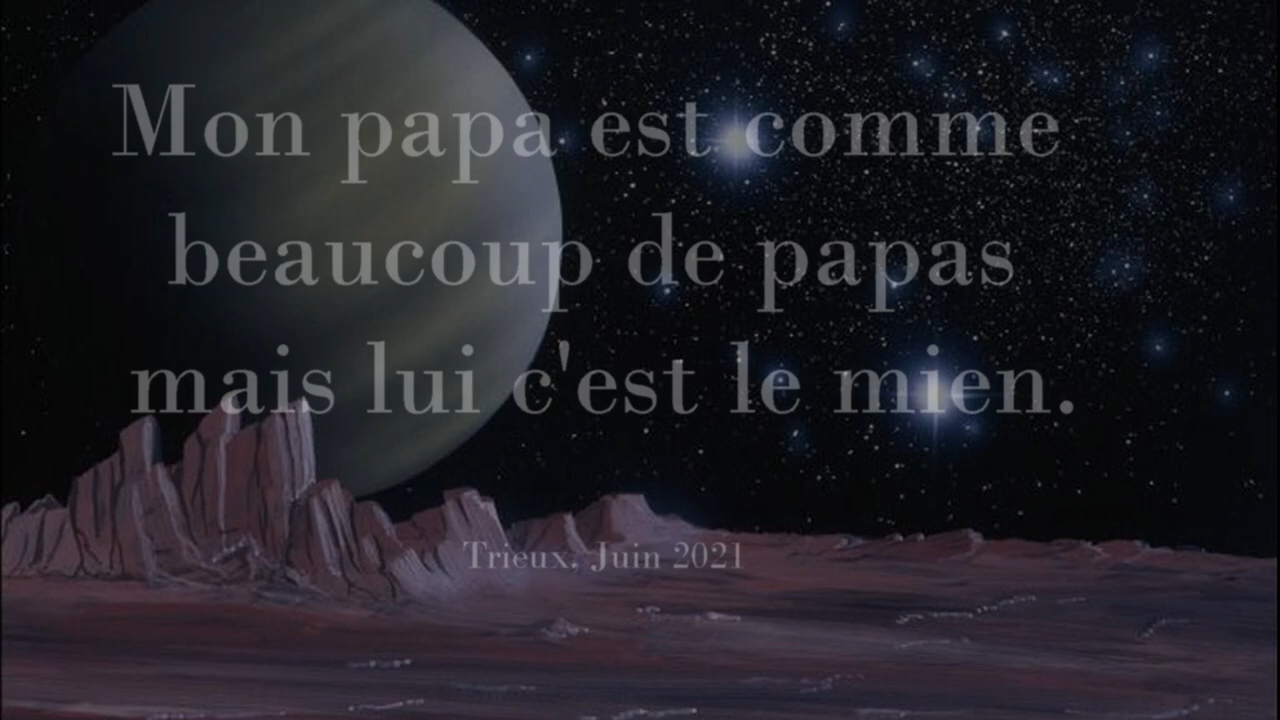 Mon papa est comme
beaucoup de papas
mais lui c'est le mien.
Trieux, Juin 2021